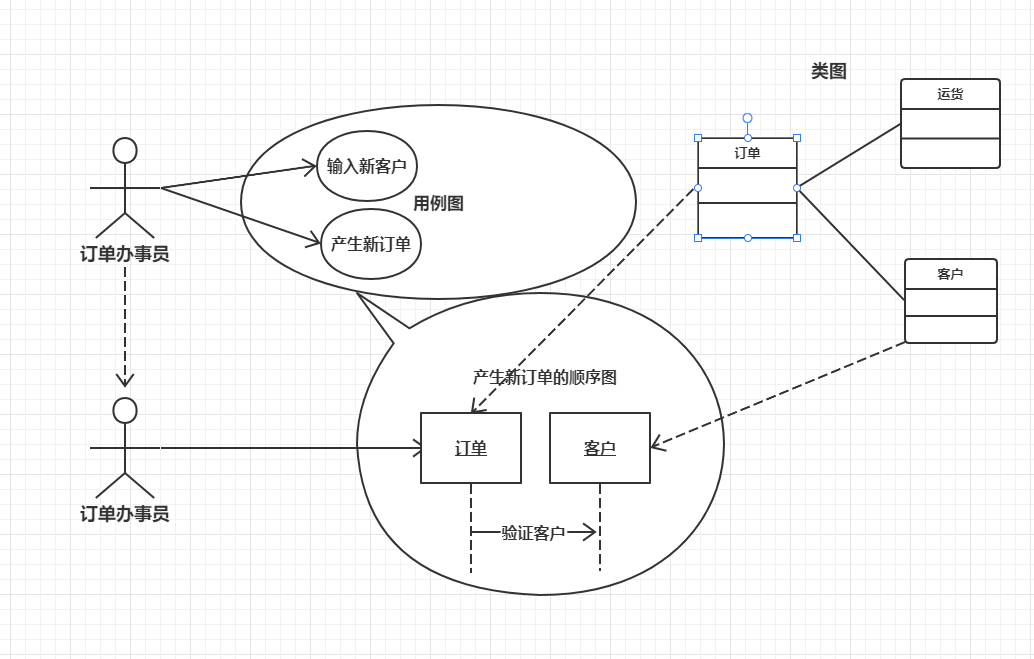 类图
运货
订单
输入新客户
用例图
产生新订单
订单办事员
客户
产生新订单的顺序图
订单
客户
订单办事员
验证客户